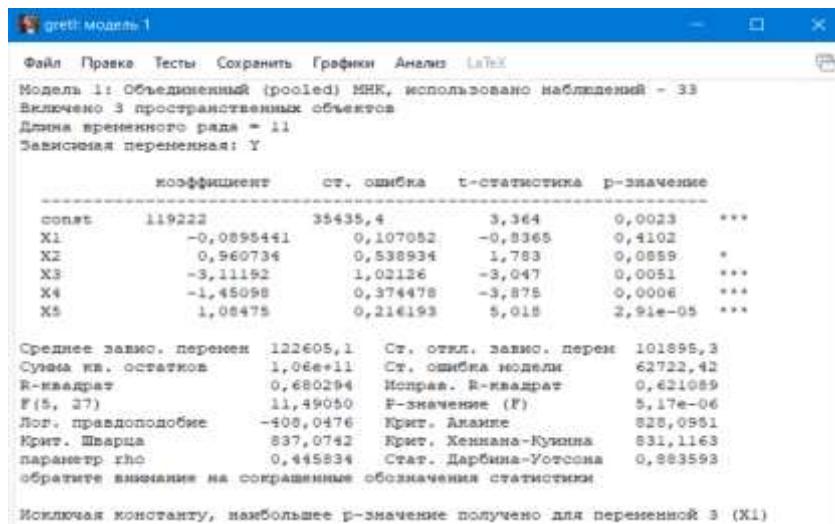 gretl: модель 1
Файл Правка Тесты Сохранить Графики Анализ LaTeX
Модель 1: Объединенный (pooled) МНК, использовано наблюдений - 33
Включено 3 пространственных объектов
Длина временного ряда = 11
Зависимая переменная: Y
коэффициент ст. ошибка t-статистика p-значение
const 119222 35435,4 3,364 0,0023 ***
X1 -0,0895441 0,107052 -0,8365 0,4102
X2 0,960734 0,538934 1,783 0,0859 *
X3 -3,11192 1,02126 -3,047 0,0051 ***
X4 -1,45098 0,374478 -3,875 0,0006 ***
X5 1,08475 0,216193 5,018 2,91e-05 ***
Среднее завис. перемен 122605,1 Ст. откл. завис. перем 101895,3
Сумма кв. остатков 1,06e+11 Ст. ошибка модели 62722,42
R-квадрат 0,680294 Исправ. R-квадрат 0,621089
F(5, 27) 11,49050 Р-значение (F) 5,17e-06
Лог. правдоподобие -408,0476 Крит. Акаике 828,0951
Крит. Шварца 837,0742 Крит. Хеннана-Куинна 831,1163
параметр rho 0,445834 Стат. Дарбина-Уотсона 0,883593
обратите внимание на сокращенные обозначения статистики
Исключая константу, наибольшее р-значение получено для переменной 3 (X1)